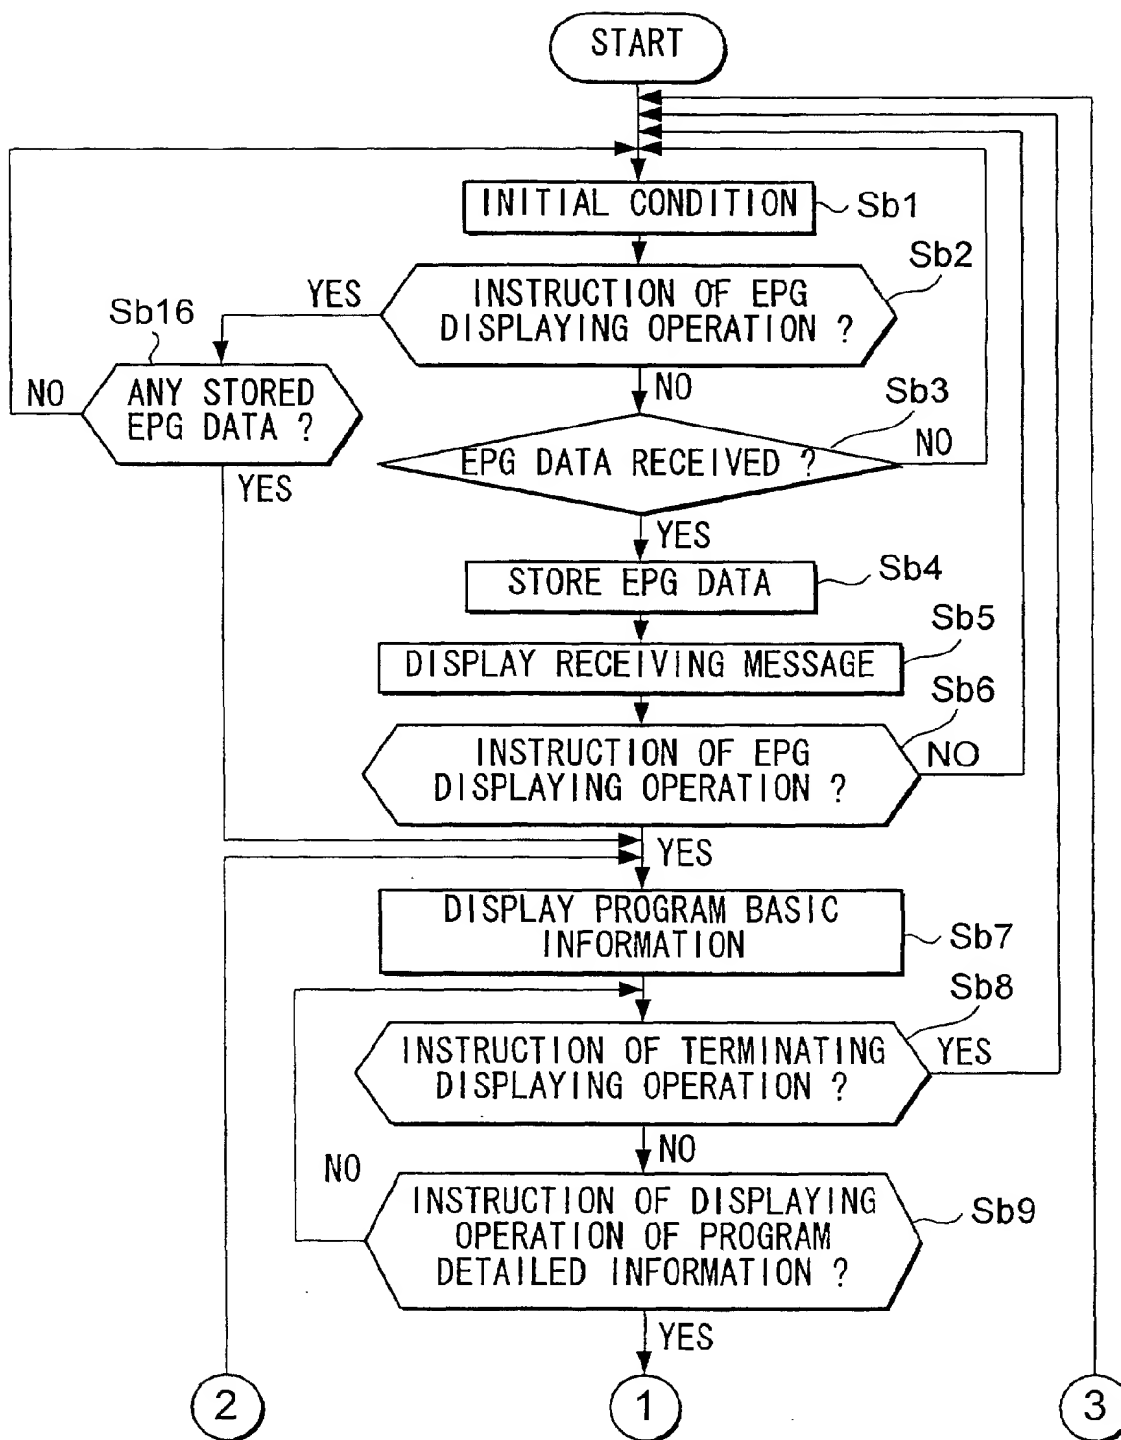 START
INITIAL CONDITION
Sb1
Sb2
INSTRUCTION OF EPG
DISPLAYING OPERATION ?
YES
Sb16
ANY STORED
EPG DATA ?
NO
YES
NO
Sb3
EPG DATA RECEIVED ?
NO
YES
STORE EPG DATA
Sb4
Sb5
DISPLAY RECEIVING MESSAGE
Sb6
INSTRUCTION OF EPG
DISPLAYING OPERATION ?
NO
YES
DISPLAY PROGRAM BASIC
INFORMATION
Sb7
Sb8
INSTRUCTION OF TERMINATING
DISPLAYING OPERATION ?
YES
NO
NO
INSTRUCTION OF DISPLAYING
OPERATION OF PROGRAM
DETAILED INFORMATION ?
Sb9
YES
2
1
3